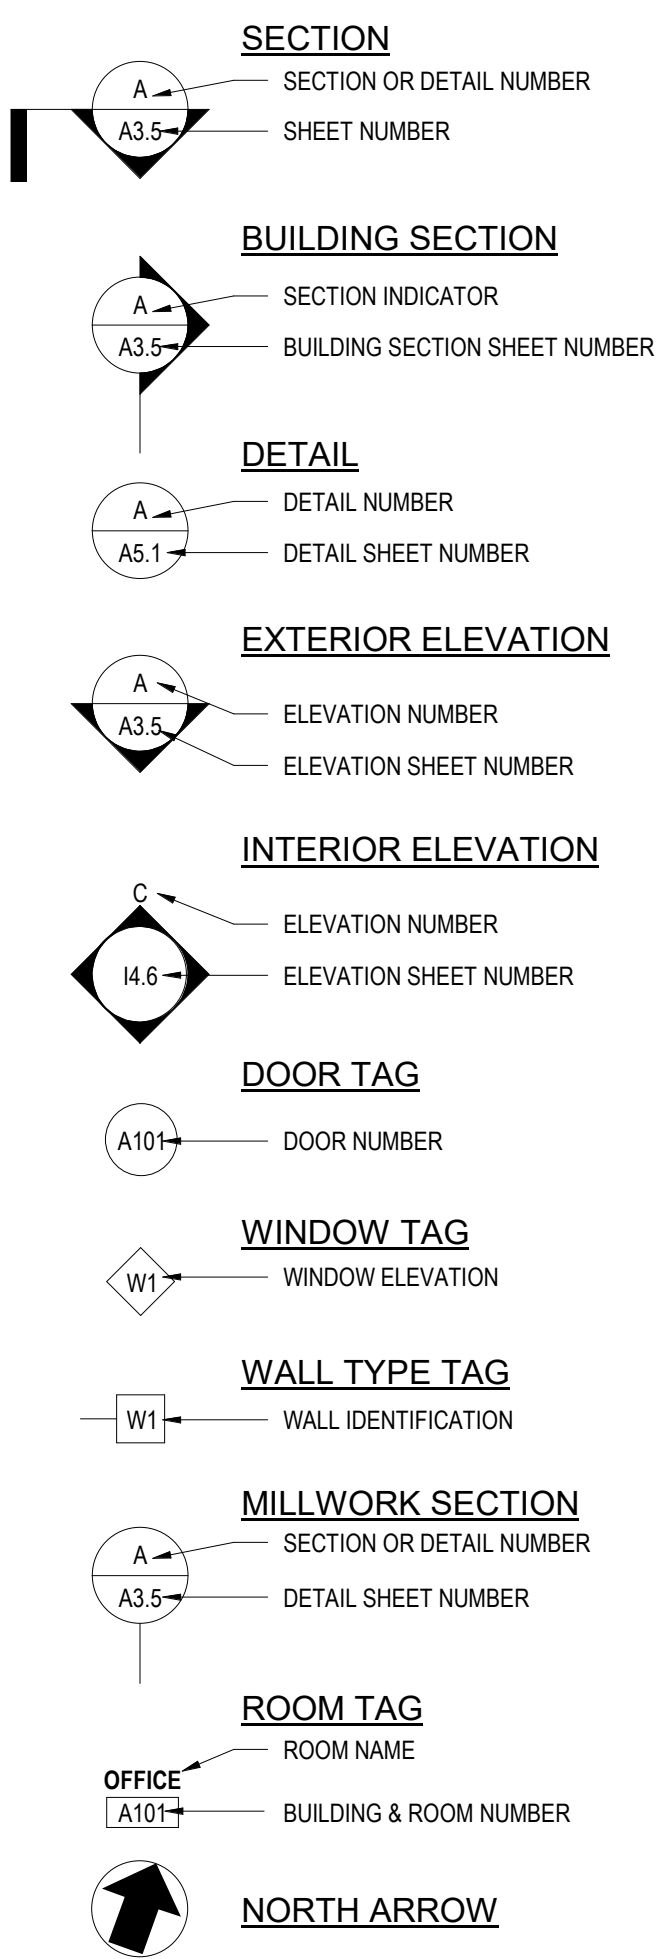 SECTION
A
SECTION OR DETAIL NUMBER
A3.5
SHEET NUMBER
BUILDING SECTION
A
SECTION INDICATOR
A3.5
BUILDING SECTION SHEET NUMBER
DETAIL
A
DETAIL NUMBER
A5.1
DETAIL SHEET NUMBER
EXTERIOR ELEVATION
A
ELEVATION NUMBER
A3.5
ELEVATION SHEET NUMBER
INTERIOR ELEVATION
C
ELEVATION NUMBER
I4.6
ELEVATION SHEET NUMBER
DOOR TAG
A101
DOOR NUMBER
WINDOW TAG
W1
WINDOW ELEVATION
WALL TYPE TAG
W1
WALL IDENTIFICATION
MILLWORK SECTION
A
SECTION OR DETAIL NUMBER
A3.5
DETAIL SHEET NUMBER
ROOM TAG
ROOM NAME
OFFICE
A101
BUILDING & ROOM NUMBER
NORTH ARROW